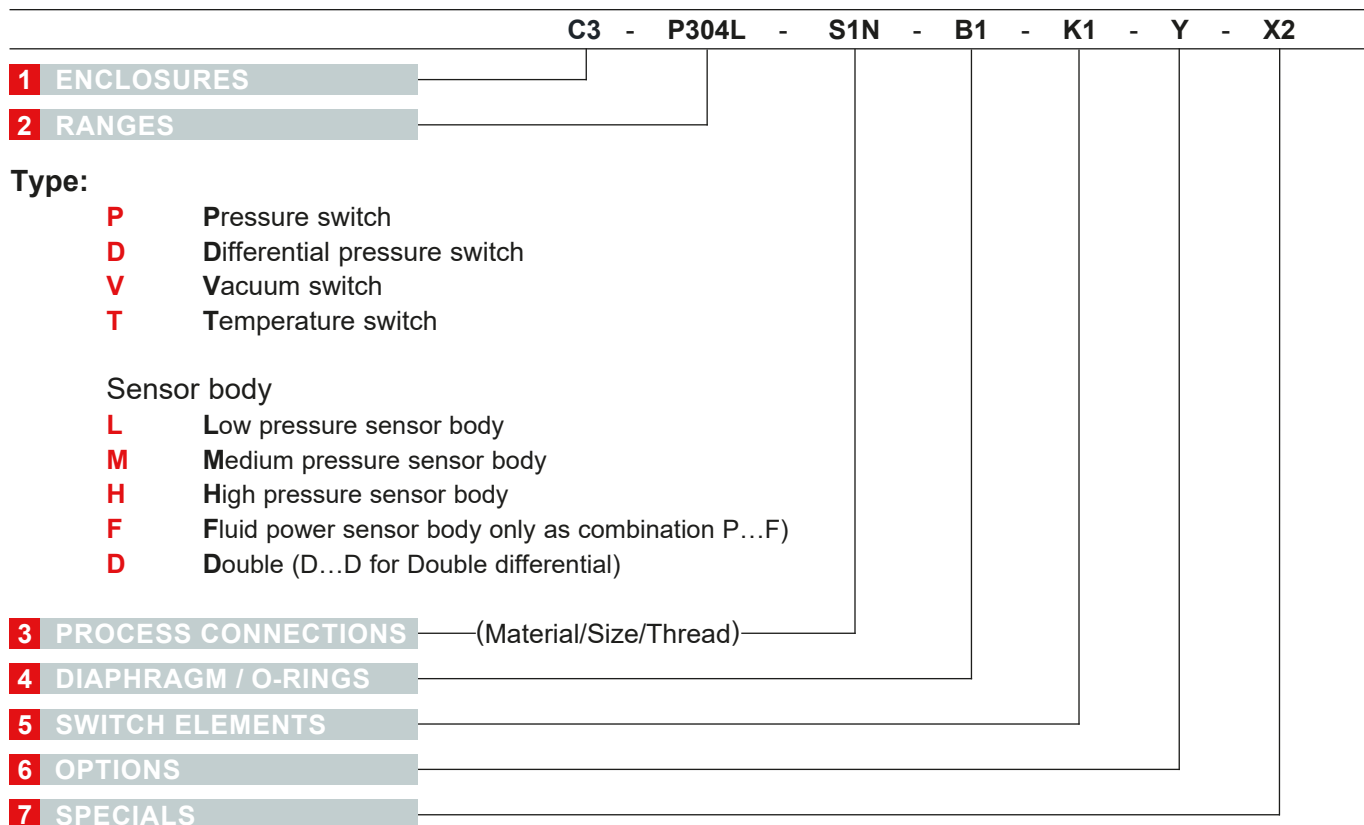 C3 - P304L - S1N - B1 - K1 - Y - X2
1 ENCLOSURES
2 RANGES
Type:
P Pressure switch
D Differential pressure switch
V Vacuum switch
T Temperature switch
Sensor body
L Low pressure sensor body
M Medium pressure sensor body
H High pressure sensor body
F Fluid power sensor body only as combination P…F)
D Double (D…D for Double differential)
3 PROCESS CONNECTIONS (Material/Size/Thread)
4 DIAPHRAGM / O-RINGS
5 SWITCH ELEMENTS
6 OPTIONS
7 SPECIALS